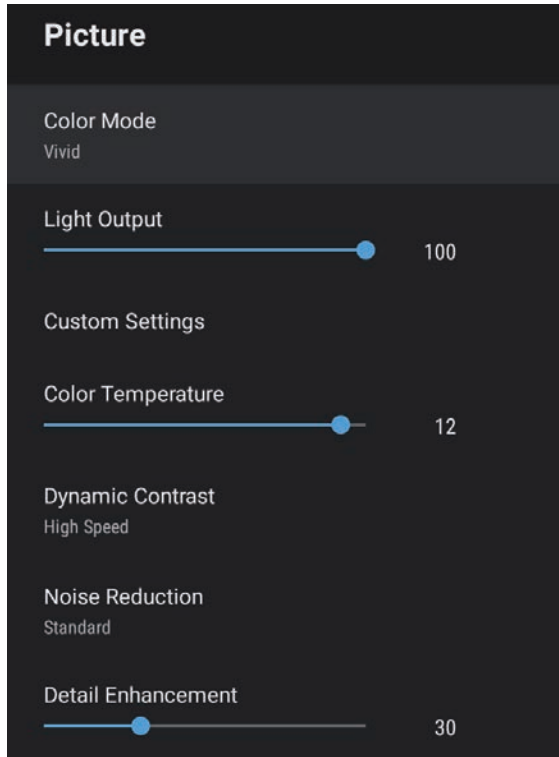 Picture
Color Mode
Vivid
Light Output
100
Custom Settings
Color Temperature
12
Dynamic Contrast
High Speed
Noise Reduction
Standard
Detail Enhancement
30